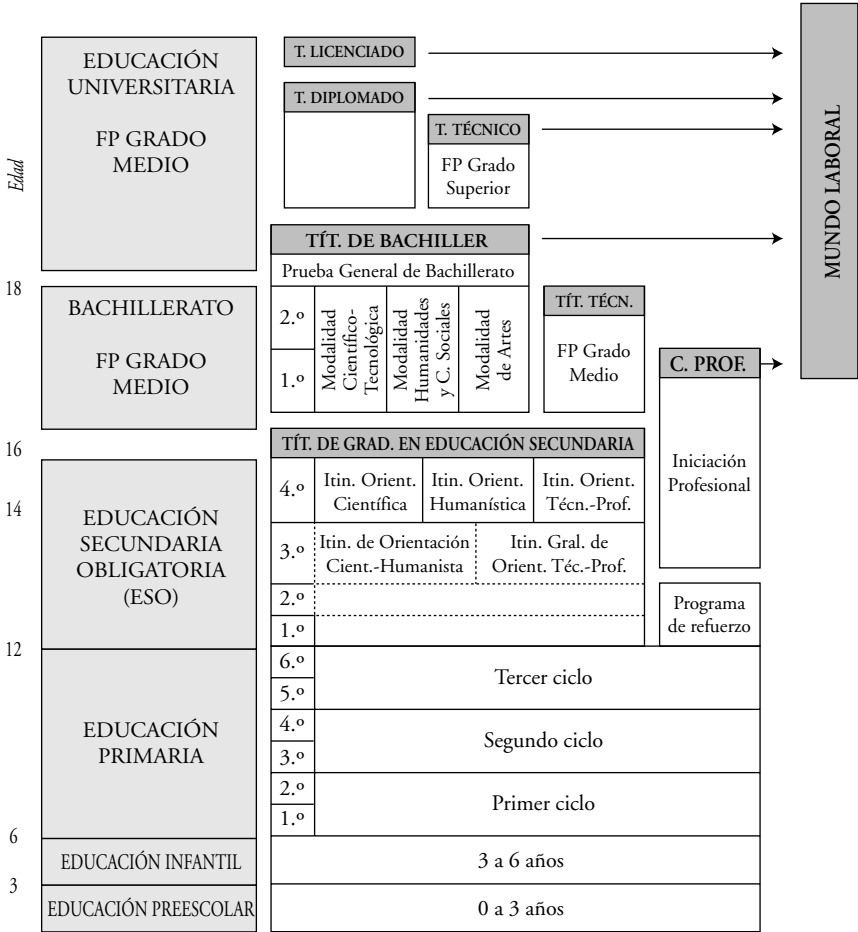 EDUCACIÓN
UNIVERSITARIA
FP GRADO
MEDIO
T. LICENCIADO
T. DIPLOMADO
T. TÉCNICO
FP Grado
Superior
MUNDO LABORAL
Edad
TÍT. DE BACHILLER
Prueba General de Bachillerato
18
BACHILLERATO
FP GRADO
MEDIO
2.º
1.º
Modalidad
Científico-
Tecnológica
Modalidad
Humanidades
y C. Sociales
Modalidad
de Artes
TÍT. TÉCN.
FP Grado
Medio
C. PROF.
Iniciación
Profesional
16
TÍT. DE GRAD. EN EDUCACIÓN SECUNDARIA
14
EDUCACIÓN
SECUNDARIA
OBLIGATORIA
(ESO)
4.º
Itin. Orient.
Científica
Itin. Orient.
Humanística
Itin. Orient.
Técn.-Prof.
3.º
Itin. de Orientación
Cient.-Humanista
Itin. Gral. de
Orient. Téc.-Prof.
2.º
1.º
Programa
de refuerzo
12
EDUCACIÓN
PRIMARIA
6.º
5.º
Tercer ciclo
4.º
3.º
Segundo ciclo
2.º
1.º
Primer ciclo
6
EDUCACIÓN INFANTIL
3 a 6 años
3
EDUCACIÓN PREESCOLAR
0 a 3 años